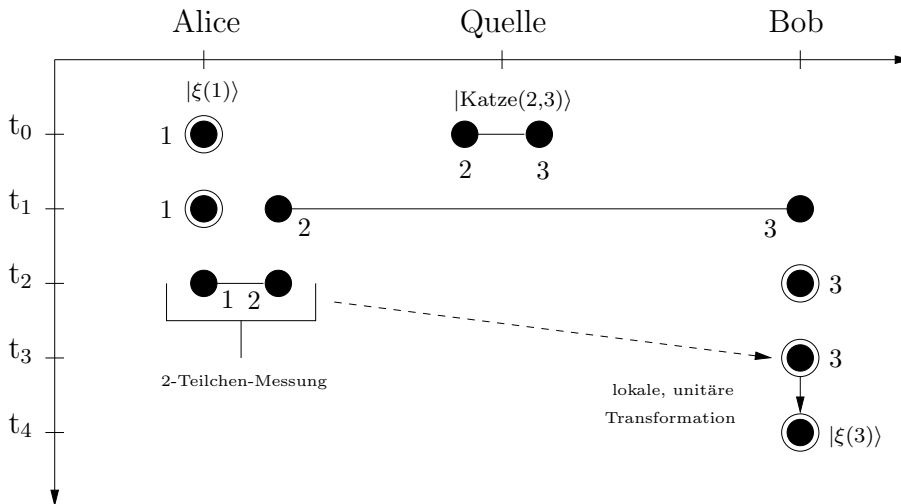 Alice Quelle Bob
|ξ(1)⟩ |Katze(2,3)⟩
t₀ 1
2 3
t₁ 1 2 3
t₂ 1 2 3
t₃ 3
2-Teilchen-Messung
lokale, unitäre
Transformation
t₄ |ξ(3)⟩